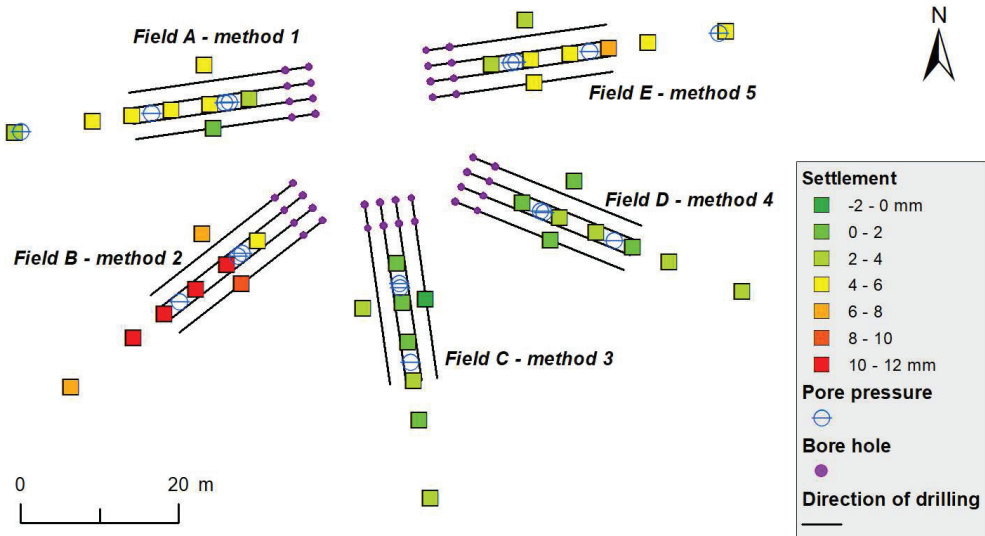 N
Field A - method 1
Field E - method 5
Field D - method 4
Field B - method 2
Field C - method 3
0 20 m
Settlement
-2 - 0 mm
0 - 2
2 - 4
4 - 6
6 - 8
8 - 10
10 - 12 mm
Pore pressure
Bore hole
Direction of drilling